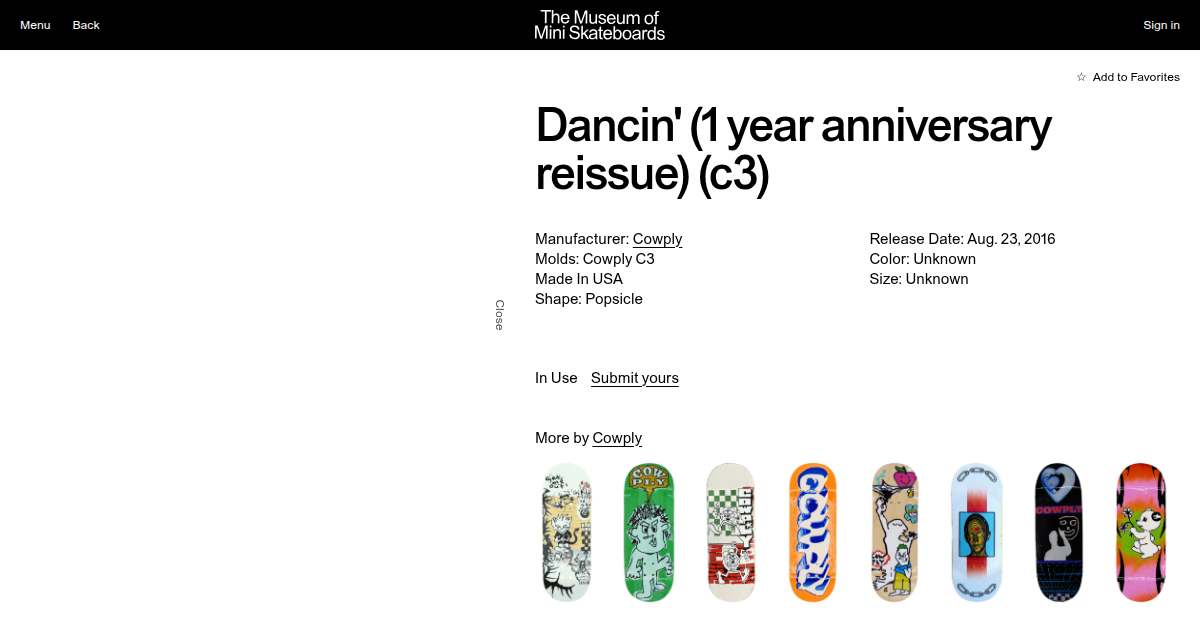 Menu
Back
The Museum of
Mini Skateboards
Sign in
☆ Add to Favorites
Dancin' (1 year anniversary
reissue) (c3)
Manufacturer: Cowply
Molds: Cowply C3
Made In USA
Shape: Popsicle
Release Date: Aug. 23, 2016
Color: Unknown
Size: Unknown
Close
In Use
Submit yours
More by Cowply
COW
PLY
COWPLY
COWPLY
COWPLY